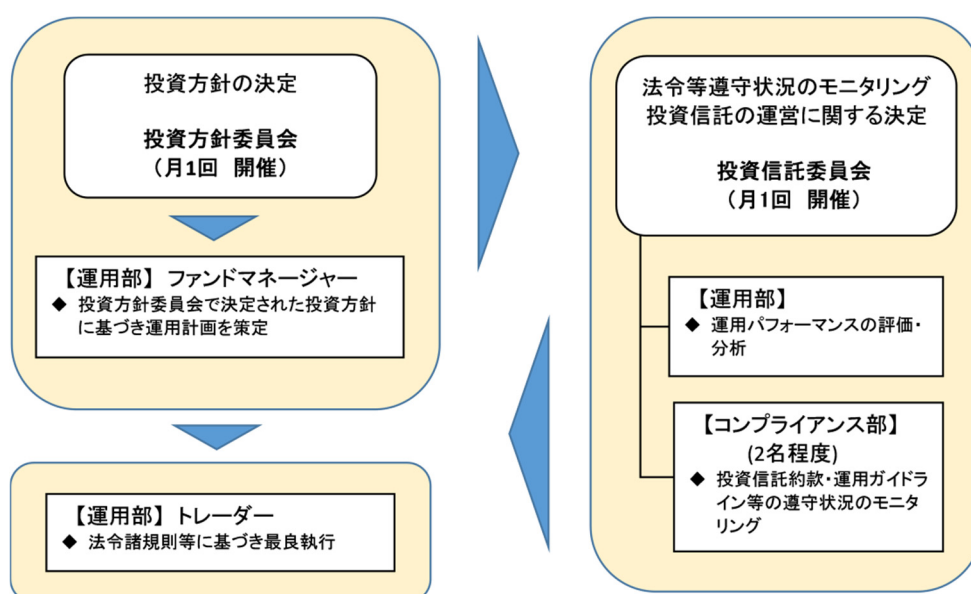 投資方針の決定
投資方針委員会
(月1回 開催)
【運用部】 ファンドマネージャー
◆ 投資方針委員会で決定された投資方針
に基づき運用計画を策定
【運用部】 トレーダー
◆ 法令諸規則等に基づき最良執行
法令等遵守状況のモニタリング
投資信託の運営に関する決定
投資信託委員会
(月1回 開催)
【運用部】
◆ 運用パフォーマンスの評価・
分析
【コンプライアンス部】
(2名程度)
◆ 投資信託約款・運用ガイドラ
イン等の遵守状況のモニタ
リング